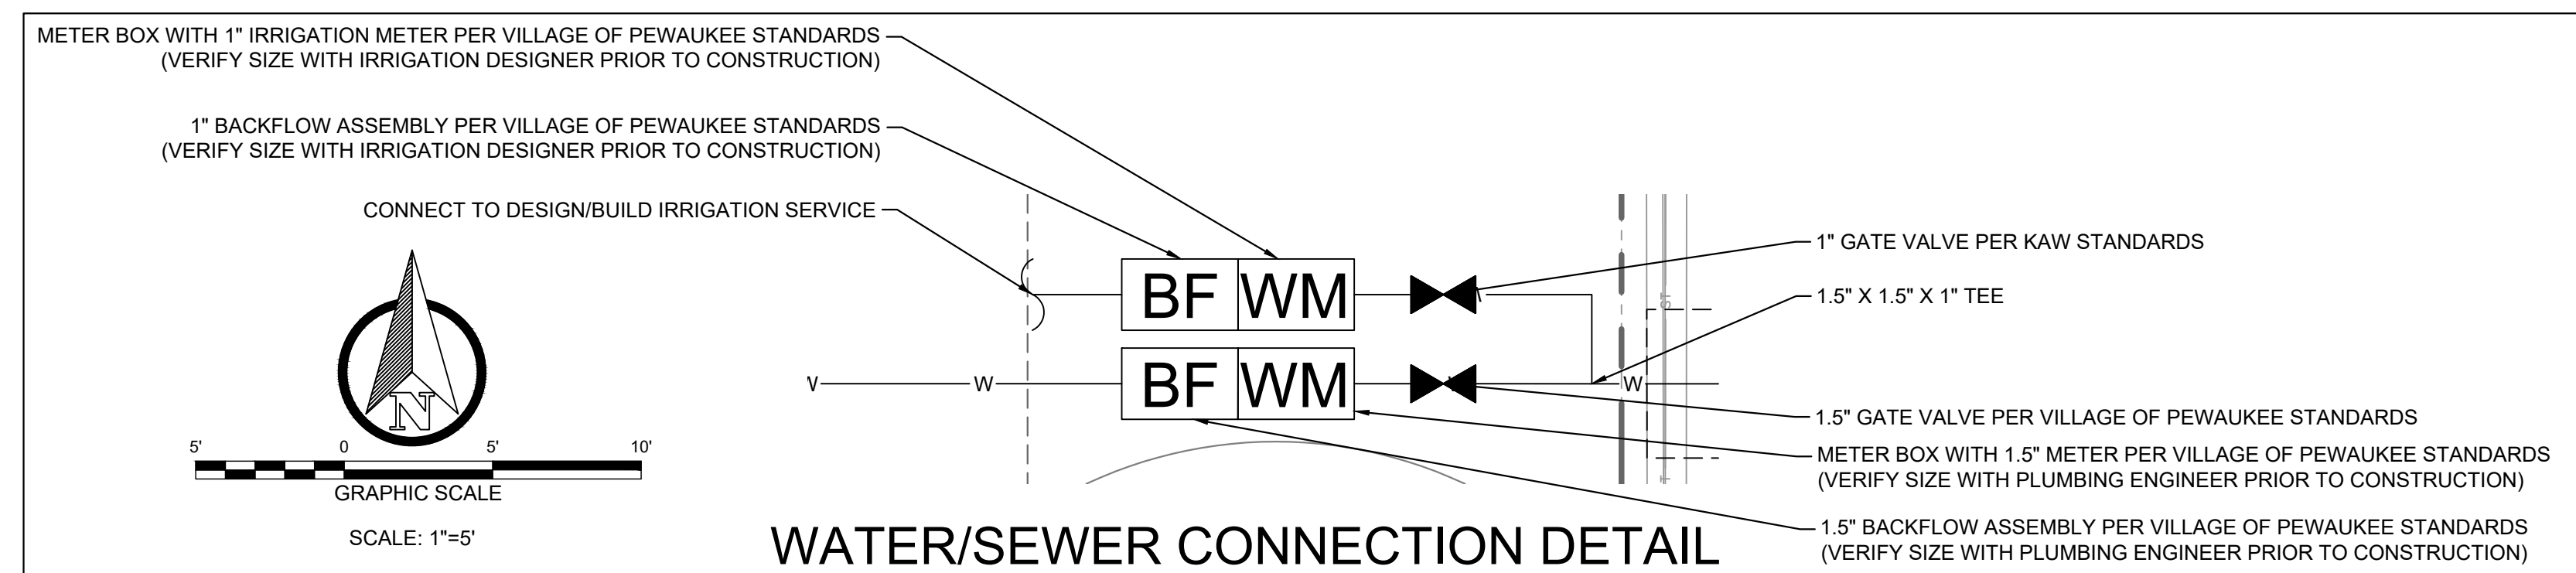 METER BOX WITH 1" IRRIGATION METER PER VILLAGE OF PEWAUKEE STANDARDS
(VERIFY SIZE WITH IRRIGATION DESIGNER PRIOR TO CONSTRUCTION)
1" BACKFLOW ASSEMBLY PER VILLAGE OF PEWAUKEE STANDARDS
(VERIFY SIZE WITH IRRIGATION DESIGNER PRIOR TO CONSTRUCTION)
CONNECT TO DESIGN/BUILD IRRIGATION SERVICE
1" GATE VALVE PER KAW STANDARDS
1.5" X 1.5" X 1" TEE
BF WM
ST
W BF WM W
N
5' 0 5' 10'
GRAPHIC SCALE
SCALE: 1"=5'
1.5" GATE VALVE PER VILLAGE OF PEWAUKEE STANDARDS
METER BOX WITH 1.5" METER PER VILLAGE OF PEWAUKEE STANDARDS
(VERIFY SIZE WITH PLUMBING ENGINEER PRIOR TO CONSTRUCTION)
1.5" BACKFLOW ASSEMBLY PER VILLAGE OF PEWAUKEE STANDARDS
(VERIFY SIZE WITH PLUMBING ENGINEER PRIOR TO CONSTRUCTION)
WATER/SEWER CONNECTION DETAIL